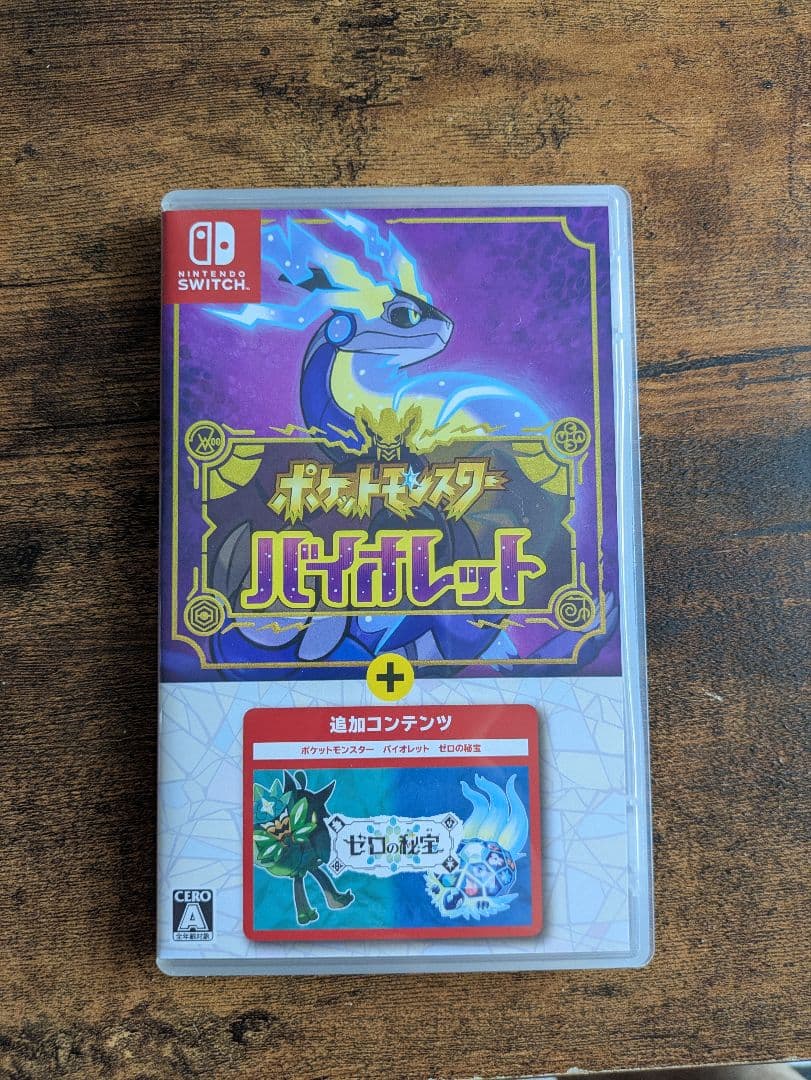 NINTENDO
SWITCH™
ポケットモンスター
バイオレット
+
追加コンテンツ
ポケットモンスター バイオレット ゼロの秘宝
ゼロの秘宝
CERO
A
全年齢対象